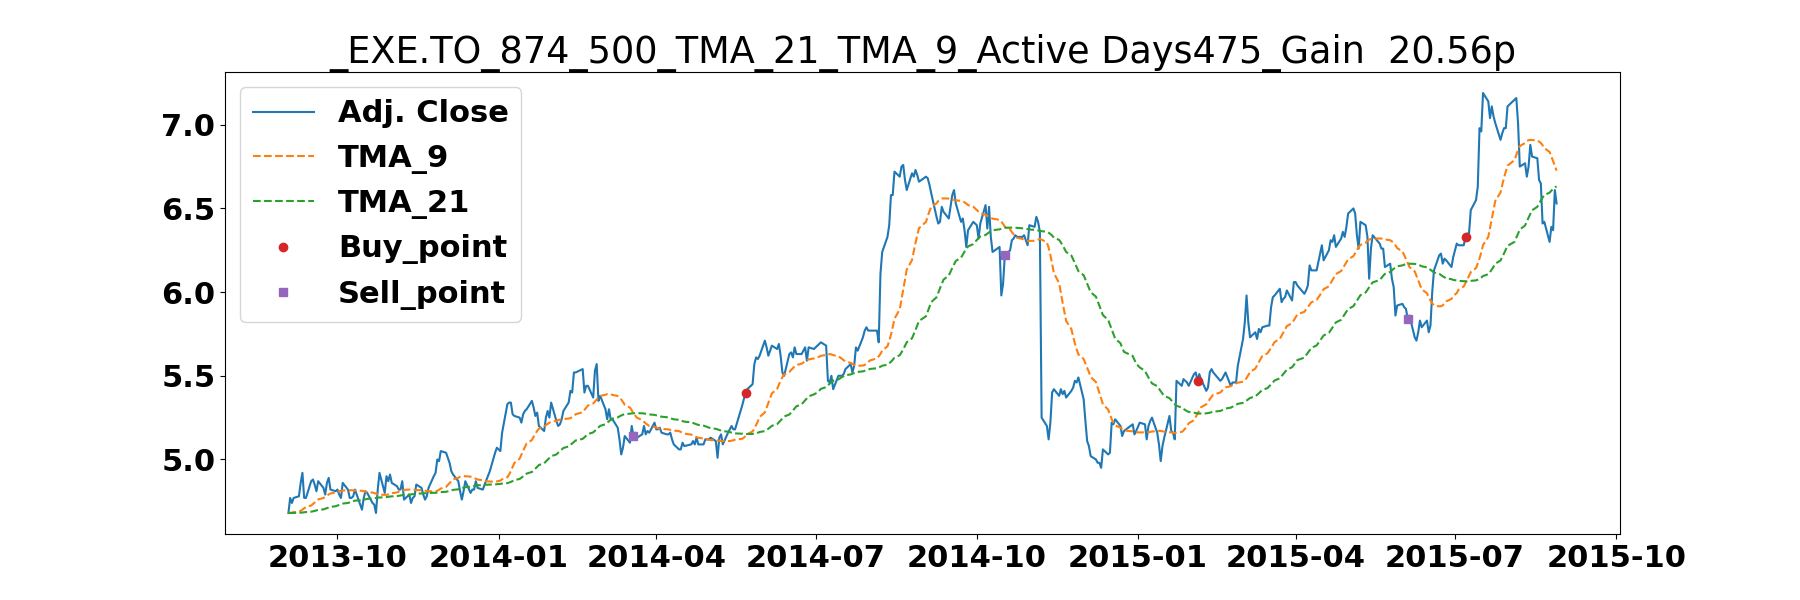 _EXE.TO_874_500_TMA_21_TMA_9_Active Days475_Gain  20.56p
Adj. Close
TMA_9
TMA_21
Buy_point
Sell_point
7.0
6.5
6.0
5.5
5.0
2013-10 2014-01 2014-04 2014-07 2014-10 2015-01 2015-04 2015-07 2015-10